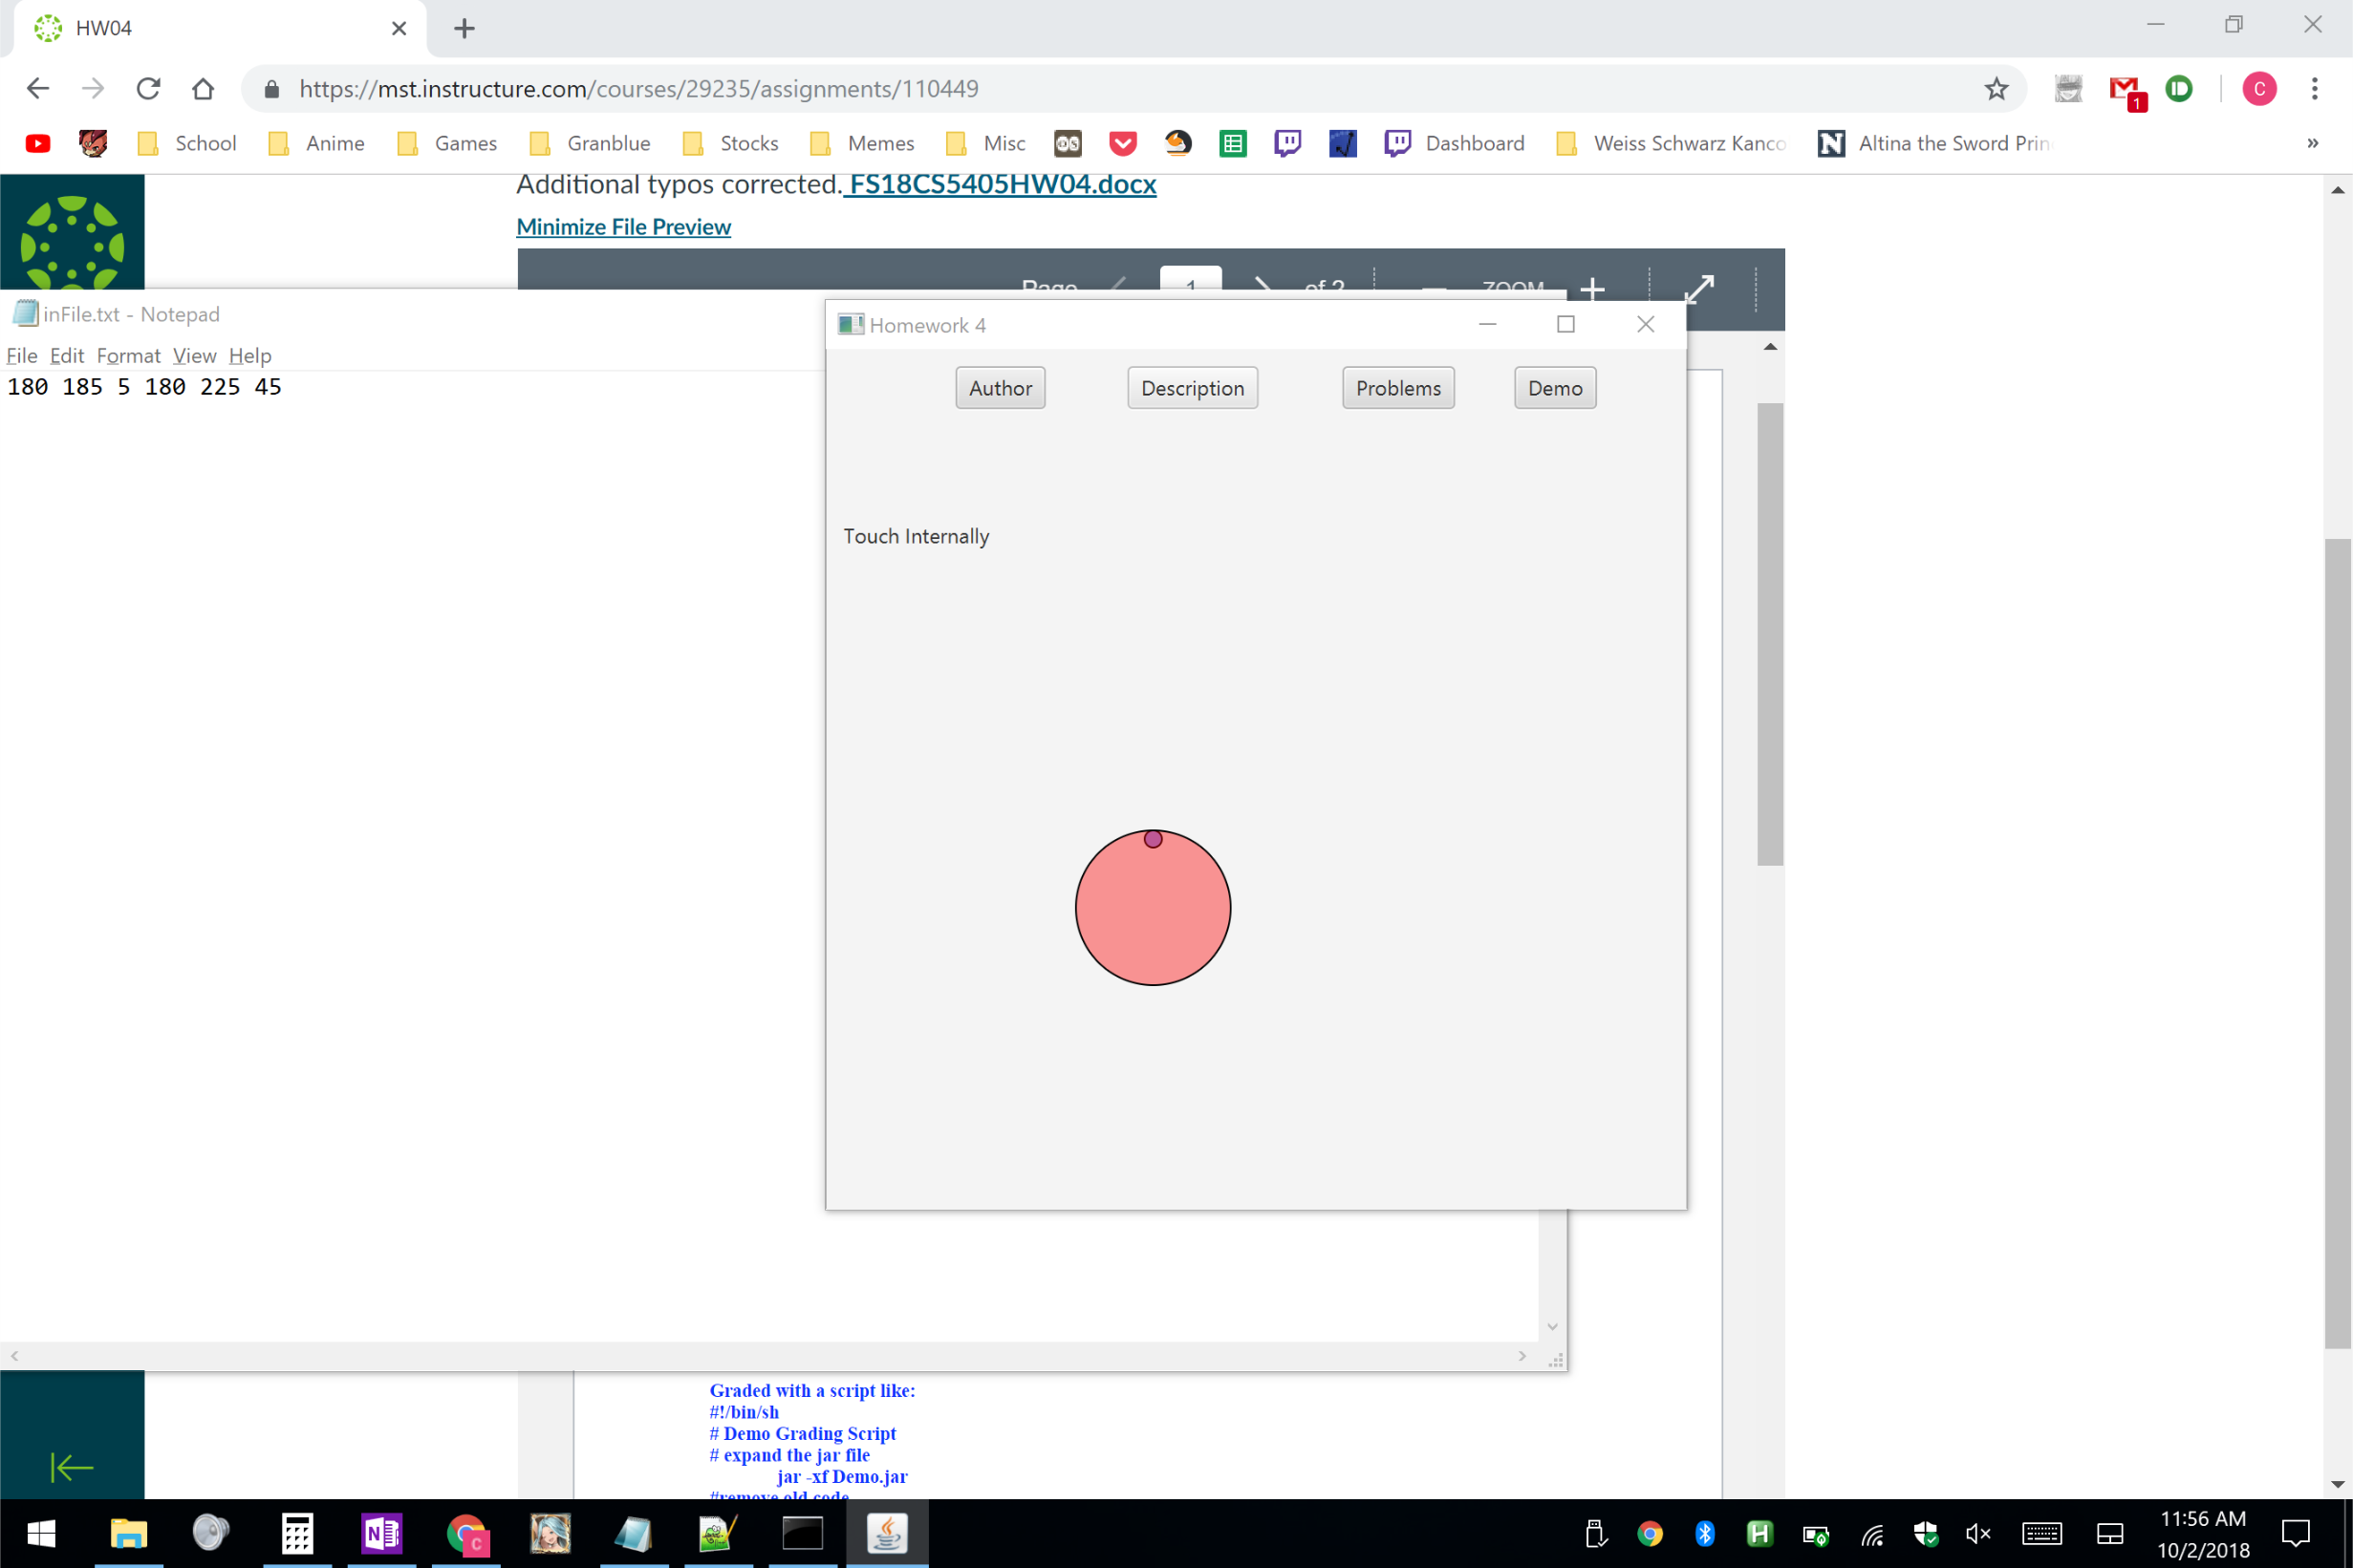 HW04
https://mst.instructure.com/courses/29235/assignments/110449
1
C
School
Anime
Games
Granblue
Stocks
Memes
Misc
Dashboard
Weiss Schwarz Kanco
Altina the Sword Prin
»
Additional typos corrected. FS18CS5405HW04.docx
Minimize File Preview
Page 1 of 2 ZOOM
inFile.txt - Notepad
File Edit Format View Help
180 185 5 180 225 45
Homework 4
Author
Description
Problems
Demo
Touch Internally
Graded with a script like:
#!/bin/sh
# Demo Grading Script
# expand the jar file
jar -xf Demo.jar
#remove old code
11:56 AM
10/2/2018